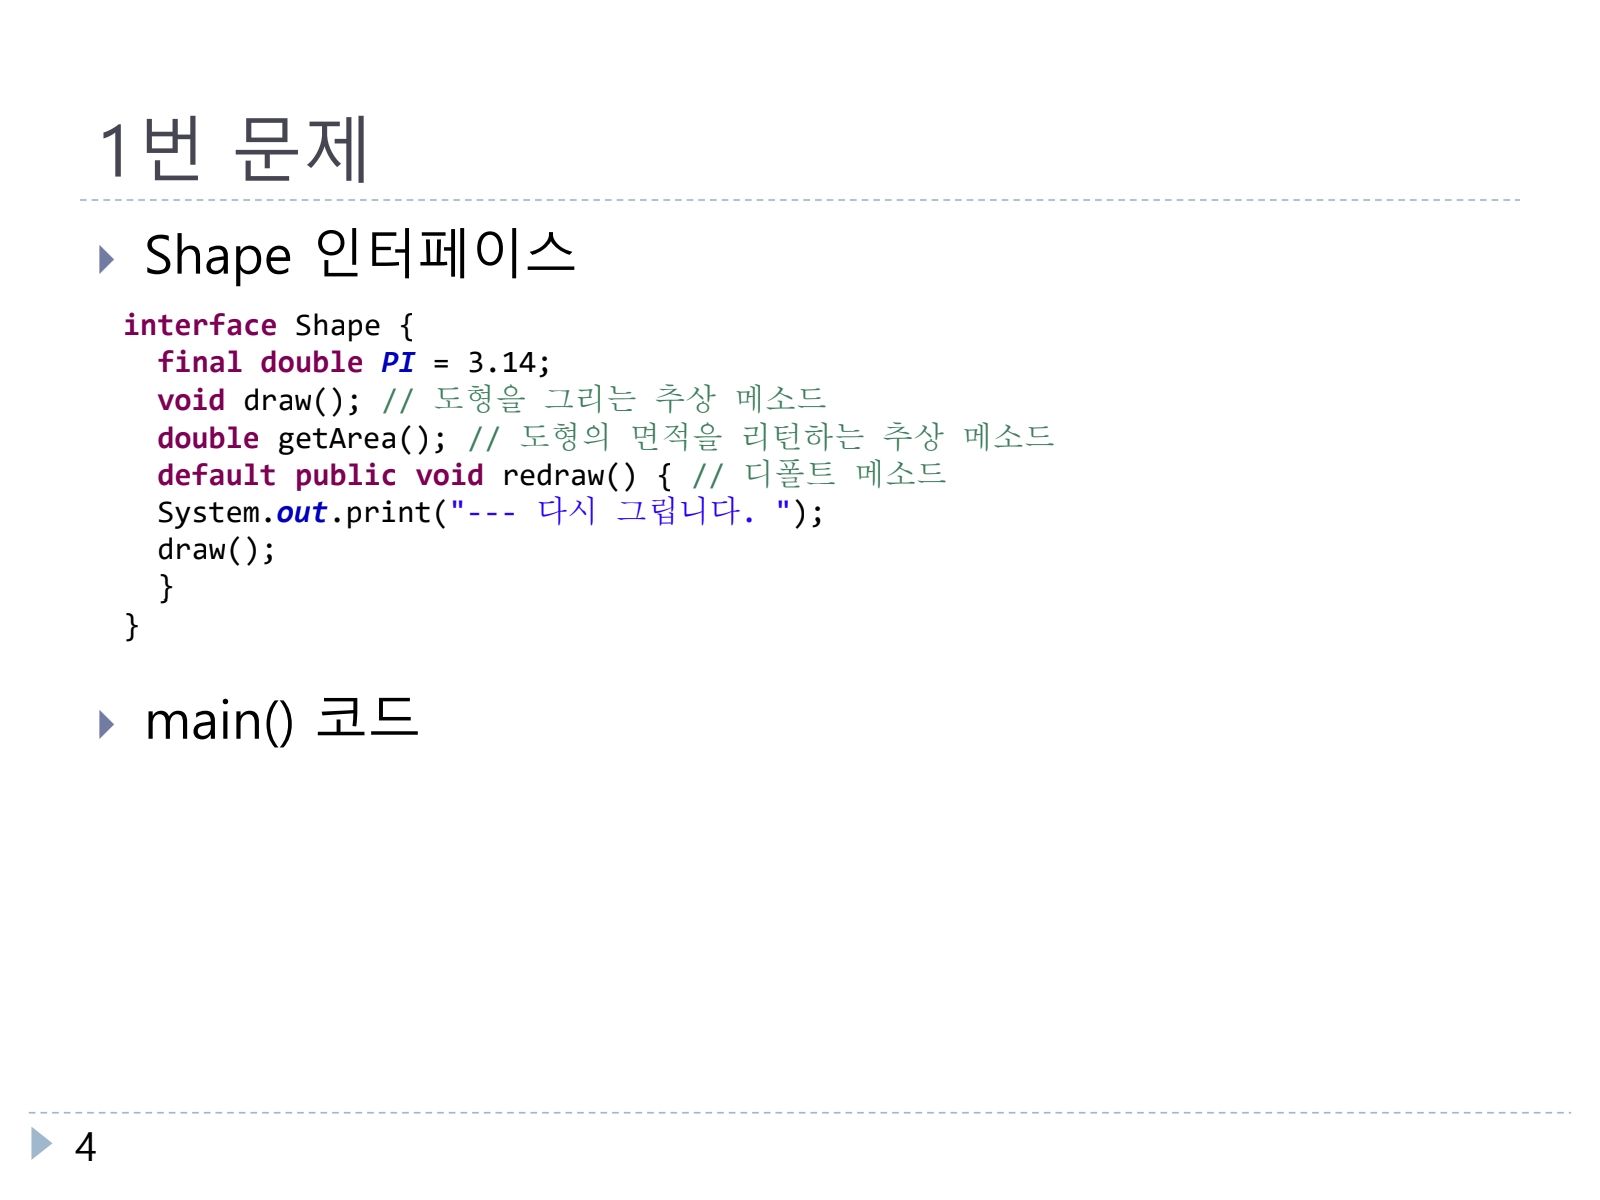 1번 문제
Shape 인터페이스
interface Shape {
final double PI = 3.14;
void draw(); // 도형을 그리는 추상 메소드
double getArea(); // 도형의 면적을 리턴하는 추상 메소드
default public void redraw() { // 디폴트 메소드
System.out.print("--- 다시 그립니다. ");
draw();
}
}
main() 코드
4